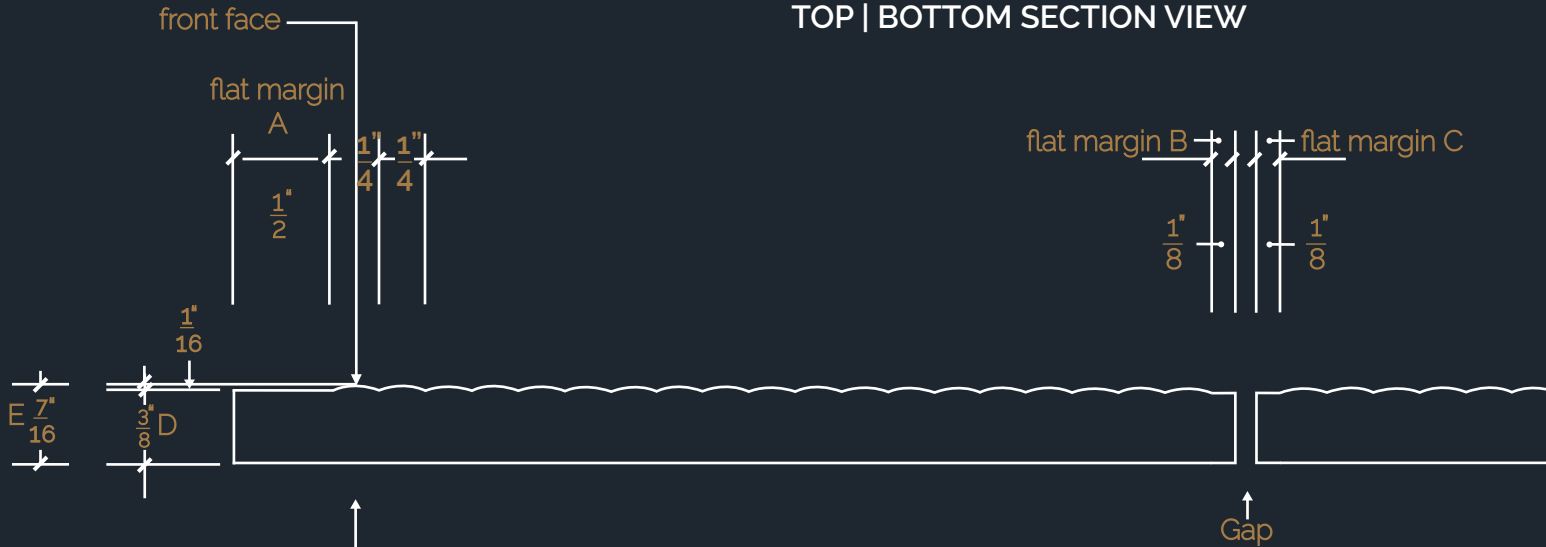 front face
TOP | BOTTOM SECTION VIEW
flat margin
A
1"
4
1"
4
flat margin B
flat margin C
1"
2
1"
8
1"
8
1"
16
E 7"
16
3"
8
D
Gap